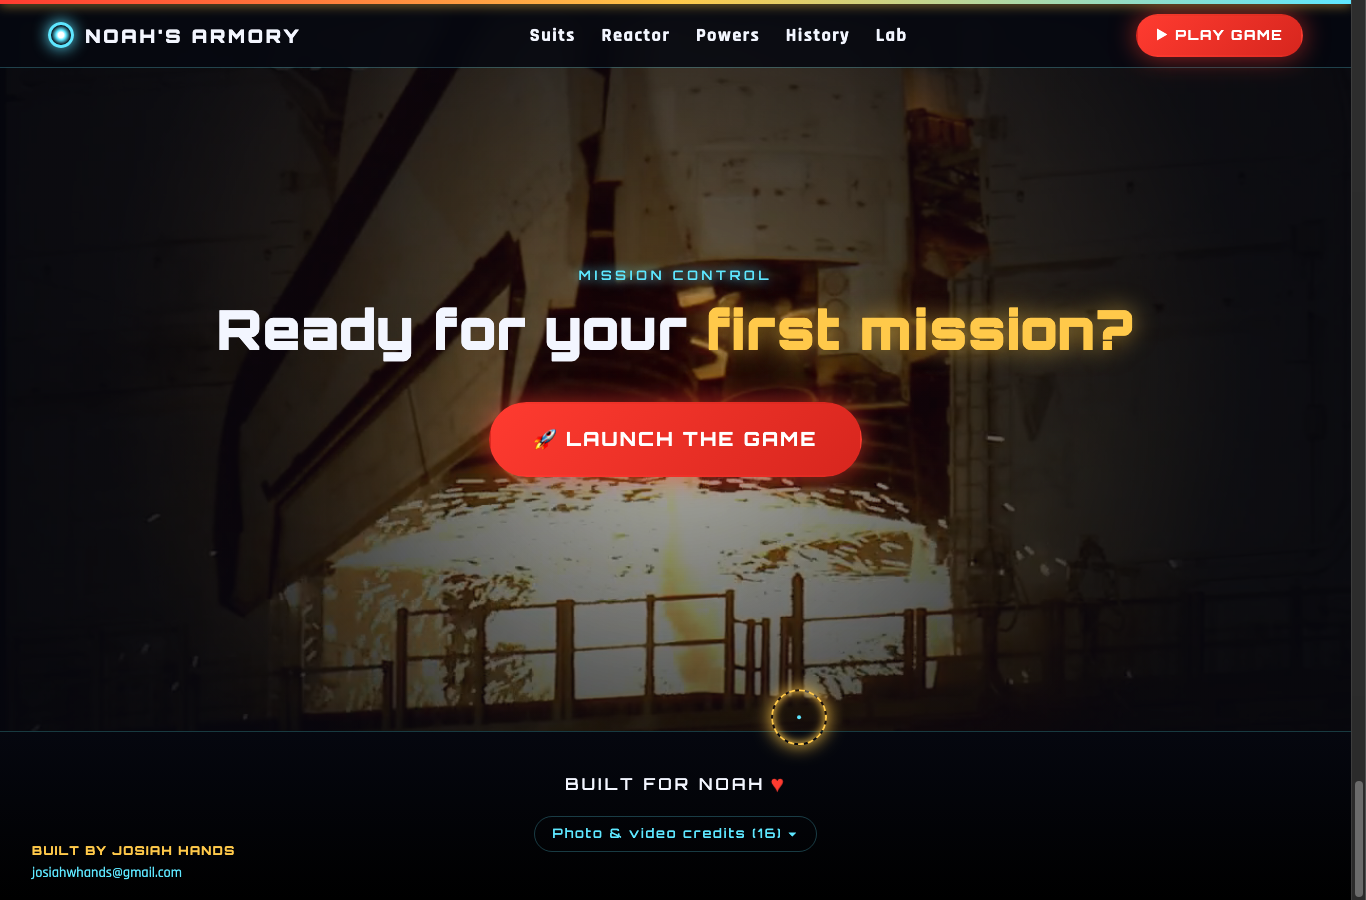 NOAH'S ARMORY
Suits Reactor Powers History Lab
▶ PLAY GAME
MISSION CONTROL
Ready for your first mission?
🚀 LAUNCH THE GAME
BUILT FOR NOAH ♥
Photo & video credits (16) ▾
BUILT BY JOSIAH HANDS
josiahwhands@gmail.com